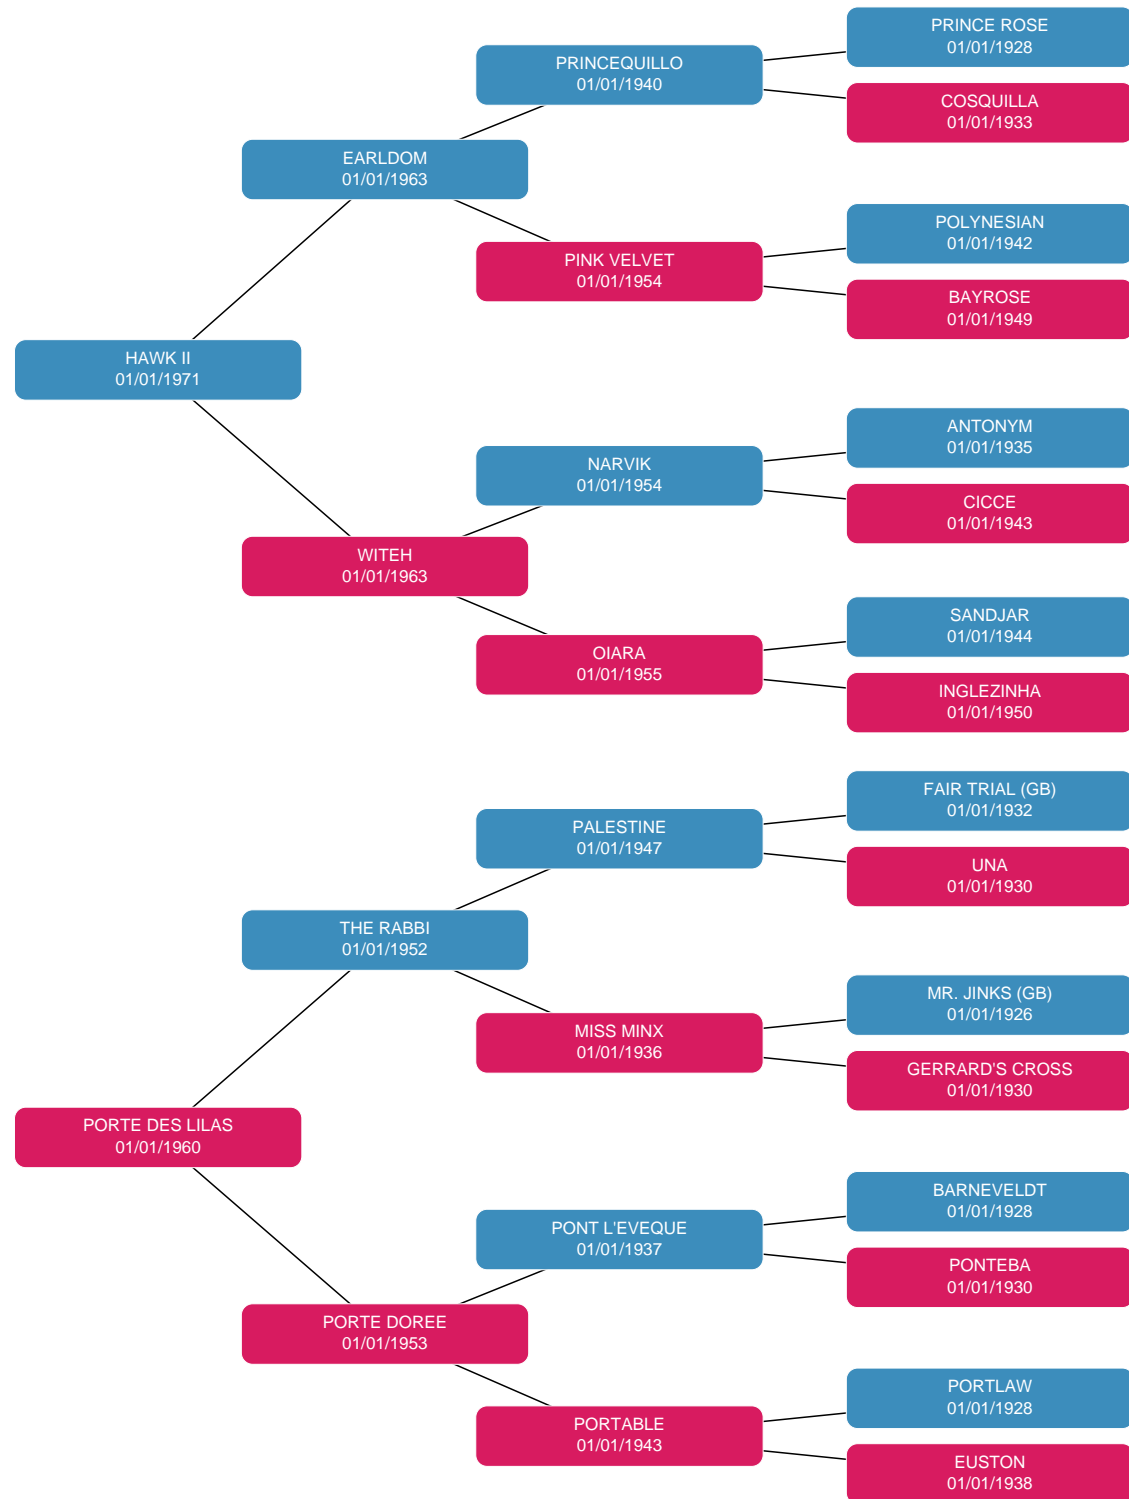 PRINCE ROSE
01/01/1928
PRINCEQUILLO
01/01/1940
COSQUILLA
01/01/1933
EARLDOM
01/01/1963
POLYNESIAN
01/01/1942
PINK VELVET
01/01/1954
BAYROSE
01/01/1949
HAWK II
01/01/1971
ANTONYM
01/01/1935
NARVIK
01/01/1954
CICCE
01/01/1943
WITEH
01/01/1963
SANDJAR
01/01/1944
OIARA
01/01/1955
INGLEZINHA
01/01/1950
FAIR TRIAL (GB)
01/01/1932
PALESTINE
01/01/1947
UNA
01/01/1930
THE RABBI
01/01/1952
MR. JINKS (GB)
01/01/1926
MISS MINX
01/01/1936
GERRARD'S CROSS
01/01/1930
PORTE DES LILAS
01/01/1960
BARNEVELDT
01/01/1928
PONT L'EVEQUE
01/01/1937
PONTEBA
01/01/1930
PORTE DOREE
01/01/1953
PORTLAW
01/01/1928
PORTABLE
01/01/1943
EUSTON
01/01/1938